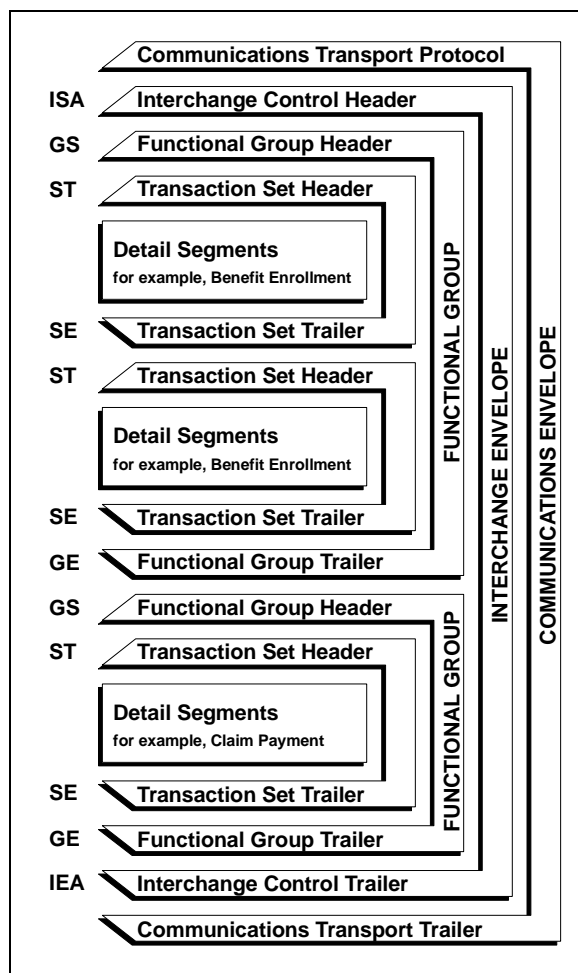 Communications Transport Protocol
ISA Interchange Control Header
GS Functional Group Header
ST Transaction Set Header
Detail Segments
for example, Benefit Enrollment
SE Transaction Set Trailer
ST Transaction Set Header
Detail Segments
for example, Benefit Enrollment
SE Transaction Set Trailer
GE Functional Group Trailer
FUNCTIONAL GROUP
GS Functional Group Header
ST Transaction Set Header
Detail Segments
for example, Claim Payment
SE Transaction Set Trailer
GE Functional Group Trailer
FUNCTIONAL GROUP
IEA Interchange Control Trailer
INTERCHANGE ENVELOPE
Communications Transport Trailer
COMMUNICATIONS ENVELOPE